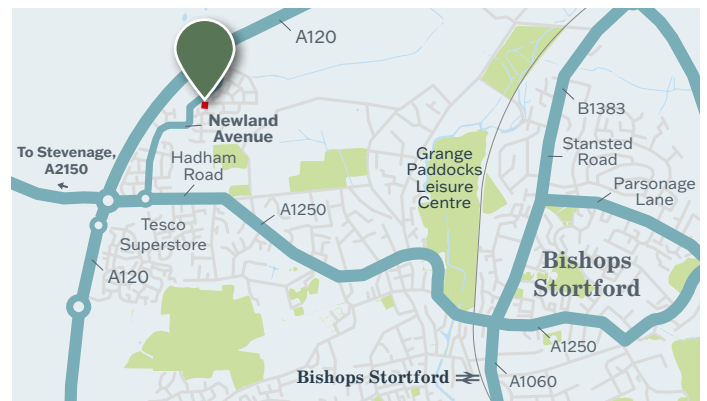 A120
B1383
Newland
Avenue
To Stevenage,
A2150
Hadham
Road
Grange
Paddocks
Leisure
Centre
Stansted
Road
Parsonage
Lane
A1250
Tesco
Superstore
A120
Bishops
Stortford
A1250
Bishops Stortford
A1060